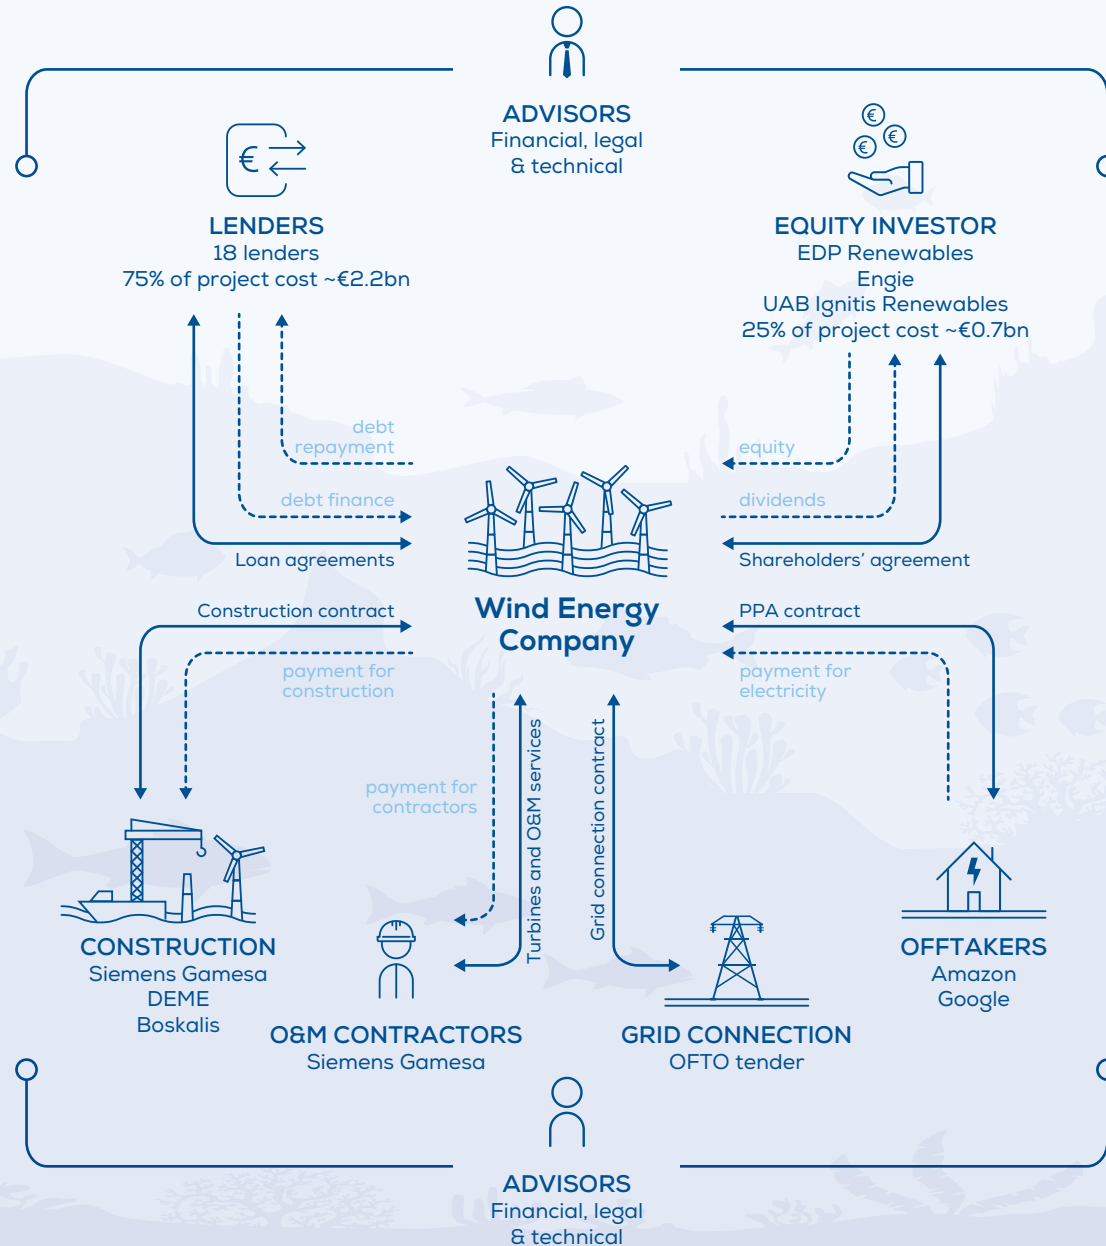 ADVISORS
Financial, legal
& technical
€
€
€
€
LENDERS
18 lenders
75% of project cost ~€2.2bn
EQUITY INVESTOR
EDP Renewables
Engie
UAB Ignitis Renewables
25% of project cost ~€0.7bn
debt
repayment
debt finance
Loan agreements
equity
dividends
Shareholders’ agreement
Wind Energy
Company
Construction contract
payment for
construction
PPA contract
payment for
electricity
payment for
contractors
Turbines and O&M services
Grid connection contract
CONSTRUCTION
Siemens Gamesa
DEME
Boskalis
O&M CONTRACTORS
Siemens Gamesa
GRID CONNECTION
OFTO tender
OFFTAKERS
Amazon
Google
ADVISORS
Financial, legal
& technical